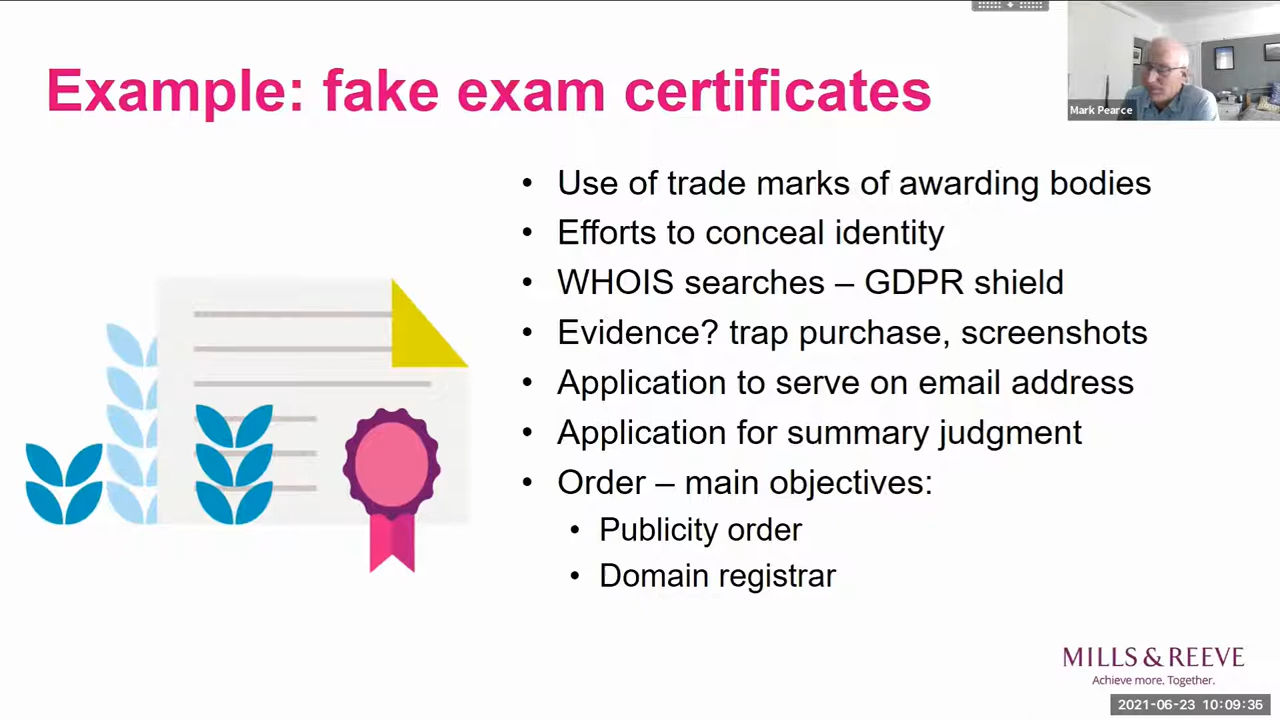 Example: fake exam certificates
Mark Pearce
• Use of trade marks of awarding bodies
• Efforts to conceal identity
• WHOIS searches – GDPR shield
• Evidence? trap purchase, screenshots
• Application to serve on email address
• Application for summary judgment
• Order – main objectives:
• Publicity order
• Domain registrar
MILLS & REEVE
Achieve more. Together.
2021-06-23 10:09:36